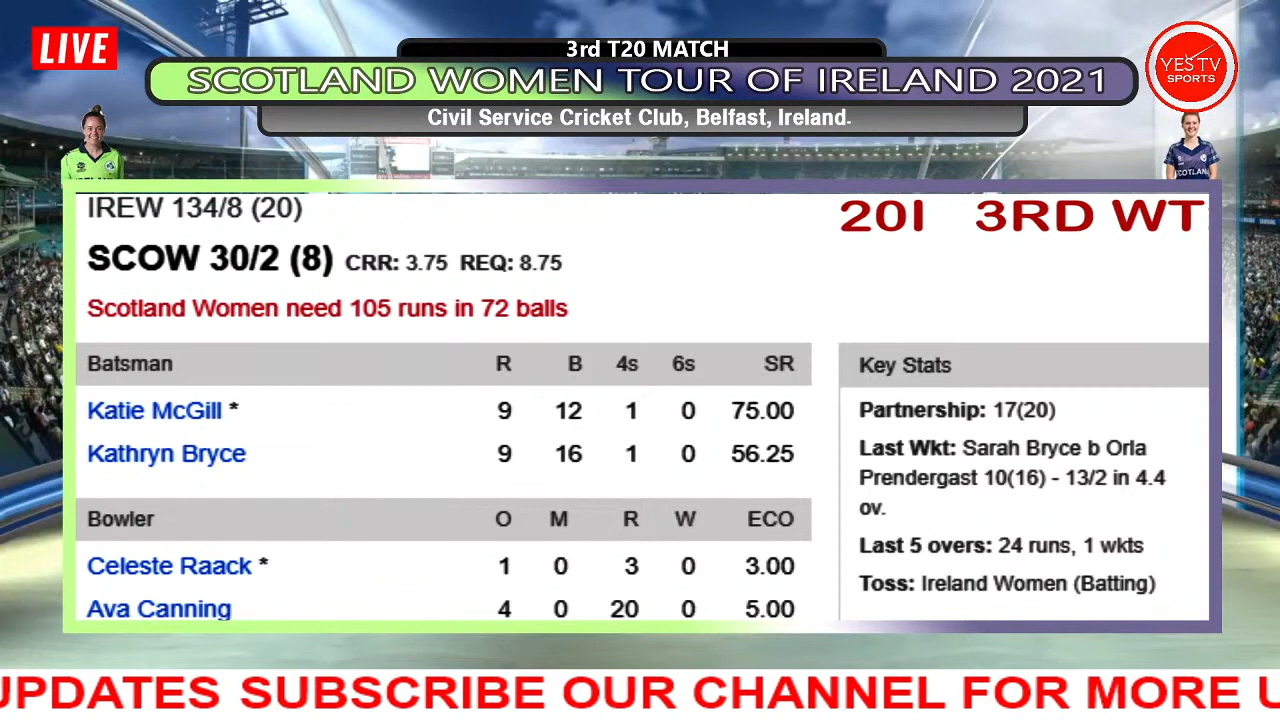 LIVE
3rd T20 MATCH
SCOTLAND WOMEN TOUR OF IRELAND 2021
YES TV
SPORTS
Civil Service Cricket Club, Belfast, Ireland.
IREW 134/8 (20)
20I 3RD WT
SCOW 30/2 (8) CRR: 3.75 REQ: 8.75
Scotland Women need 105 runs in 72 balls
Batsman R B 4s 6s SR
Katie McGill * 9 12 1 0 75.00
Kathryn Bryce 9 16 1 0 56.25
Bowler O M R W ECO
Celeste Raack * 1 0 3 0 3.00
Ava Canning 4 0 20 0 5.00
Key Stats
Partnership: 17(20)
Last Wkt: Sarah Bryce b Orla
Prendergast 10(16) - 13/2 in 4.4
ov.
Last 5 overs: 24 runs, 1 wkts
Toss: Ireland Women (Batting)
UPDATES SUBSCRIBE OUR CHANNEL FOR MORE U